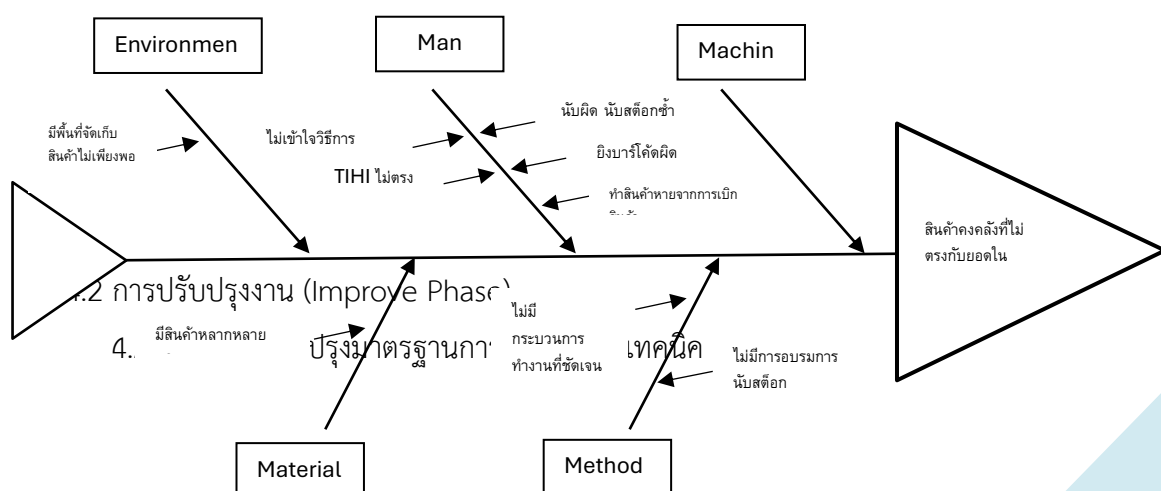 Environmen
Man
Machin
มีพื้นที่จัดเก็บ
สินค้าไม่เพียงพอ
ไม่เข้าใจวิธีการ
TIHI ไม่ตรง
นับผิด นับสต็อกซ้ำ
ยิงบาร์โค้ดผิด
ทำสินค้าหายจากการเบิก
สินค้าคงคลังที่ไม่
ตรงกับยอดใน
4.2 การปรับปรุงงาน (Improve Phase)
มีสินค้าหลากหลาย
ไม่มี
กระบวนการ
ทำงานที่ชัดเจน
4. ปรุงมาตรฐานการ เทคนิค
ไม่มีการอบรมการ
นับสต็อก
Material
Method